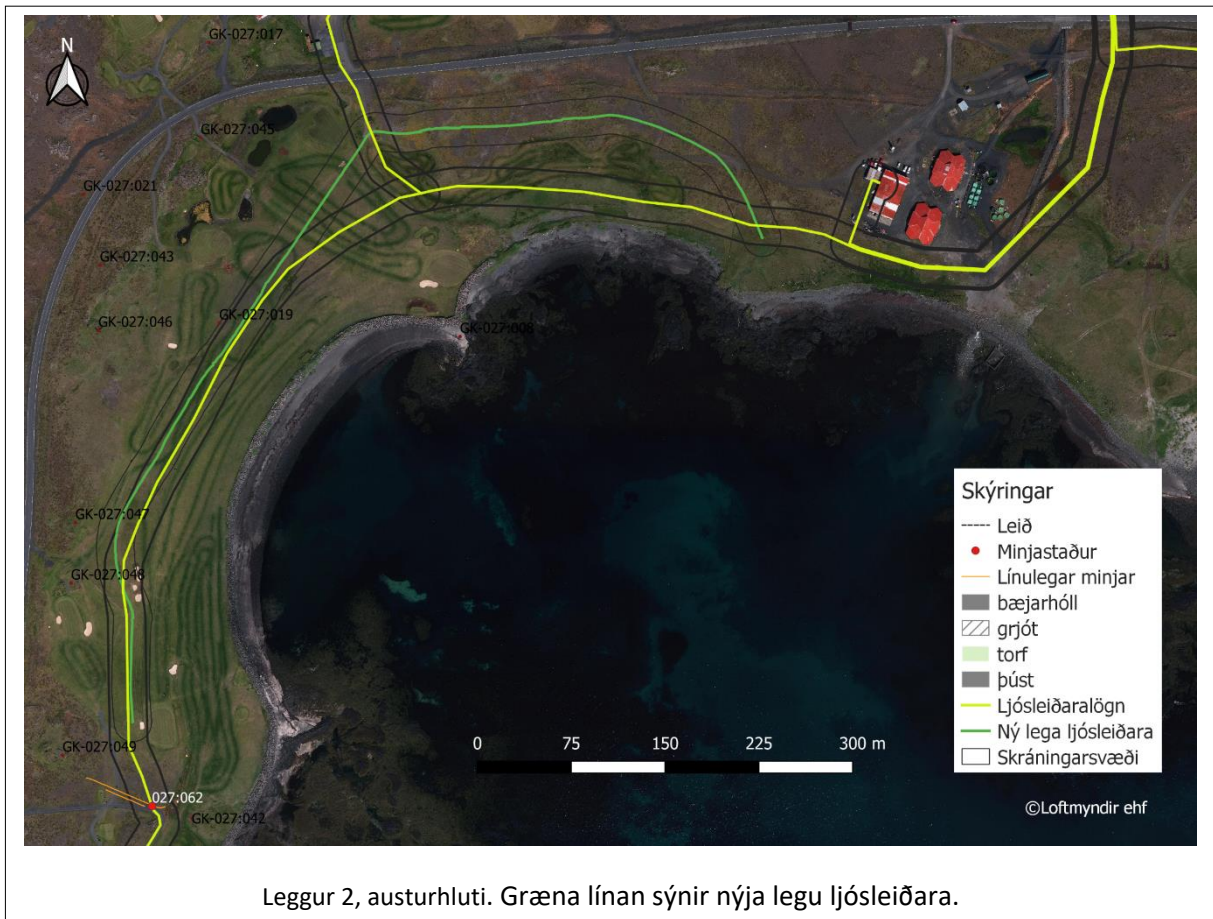 GK-027:017
N
GK-027:045
GK-027:021
GK-027:043
GK-027:019
GK-027:046
GK-027:008
GK-027:047
GK-027:048
GK-027:049
027:062
GK-027:042
0 75 150 225 300 m
Skýringar
Leið
Minjastaður
Línulegar minjar
bæjarhóll
grjót
torf
þúst
Ljósleiðaralögn
Ný lega ljósleiðara
Skráningarsvæði
©Loftmyndir ehf
Leggur 2, austurhluti. Græna línan sýnir nýja legu ljósleiðara.